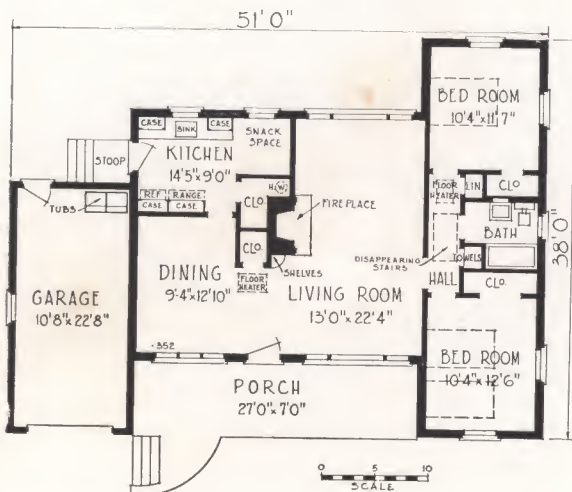 51'0"
BED ROOM
10'4"x11'7"
CASE
SINK
CASE
SNACK
SPACE
STOOP
KITCHEN
14'5"x9'0"
H.W.
REF.
RANGE
CASE
CASE
CLO.
FIREPLACE
FLOOR
HEATER
LIN.
CLO.
TUBS
BATH
38'0"
CLO.
SHELVES
DISAPPEARING
STAIRS
TOWELS
DINING
9'-4"x12'10"
FLOOR
HEATER
HALL
CLO.
GARAGE
10'8"x22'8"
LIVING ROOM
13'0"x22'4"
-352
BED ROOM
10'4"x12'6"
PORCH
27'0"x7'0"
0 5 10
SCALE